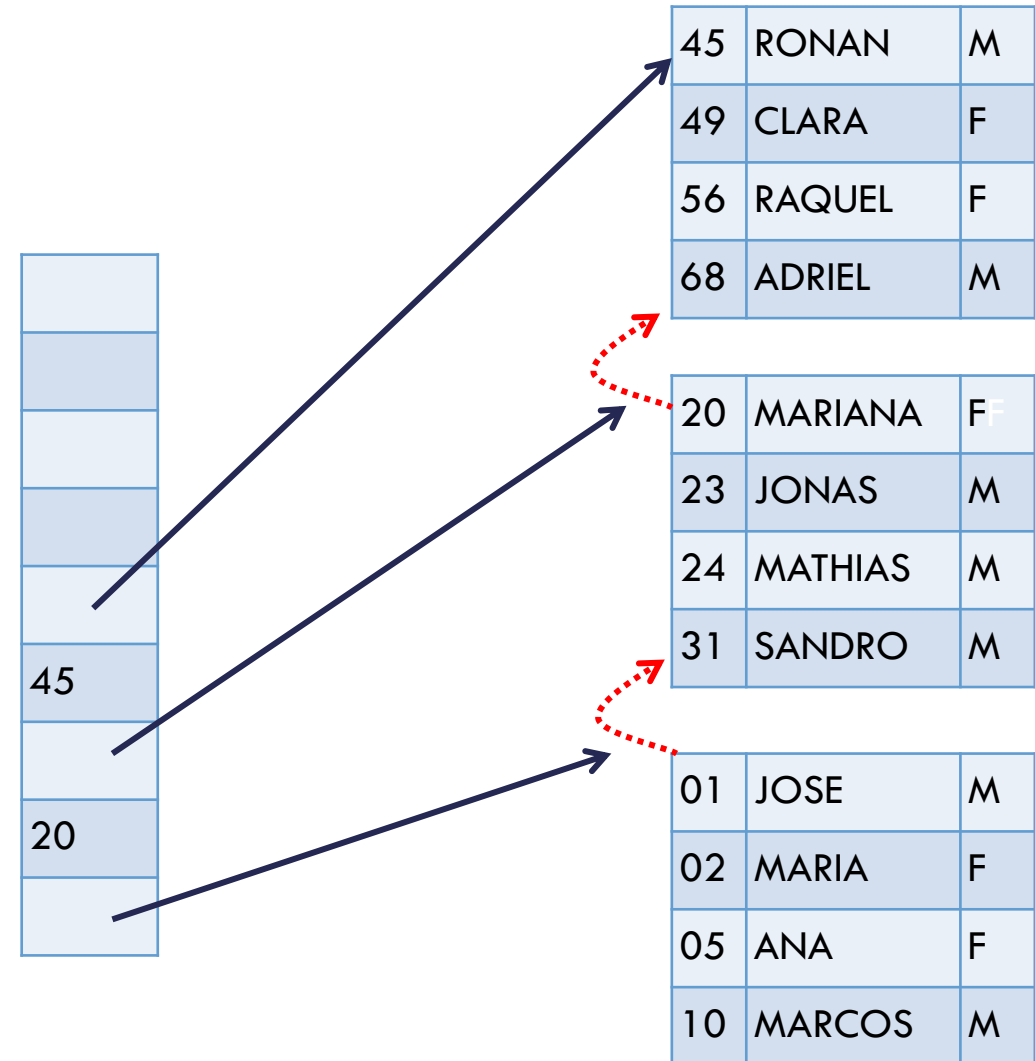 45 RONAN M
49 CLARA F
56 RAQUEL F
68 ADRIEL M
45
20
20 MARIANA FF
23 JONAS M
24 MATHIAS M
31 SANDRO M
01 JOSE M
02 MARIA F
05 ANA F
10 MARCOS M